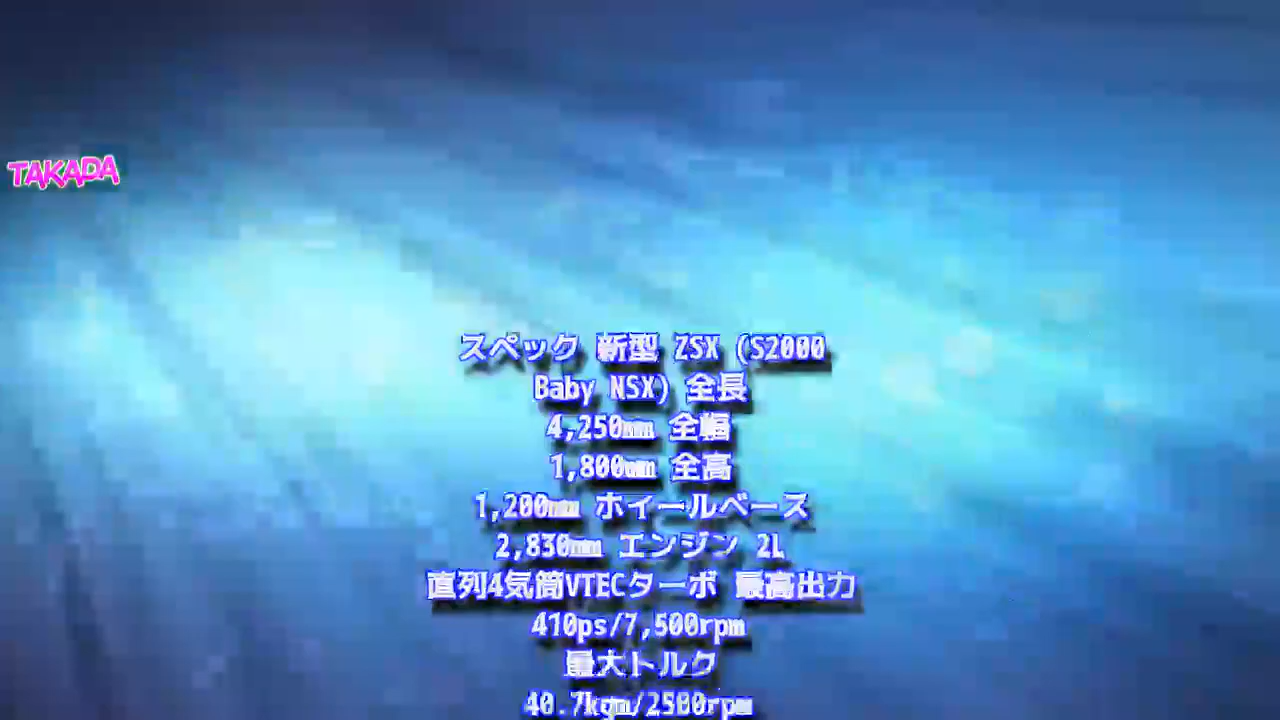 TAKADA
スペック 新型 ZSX (S2000
Baby NSX) 全長
4,250mm 全幅
1,800mm 全高
1,200mm ホイールベース
2,830mm エンジン 2L
直列4気筒VTECターボ 最高出力
410ps/7,500rpm
最大トルク
40.7kgm/2500rpm